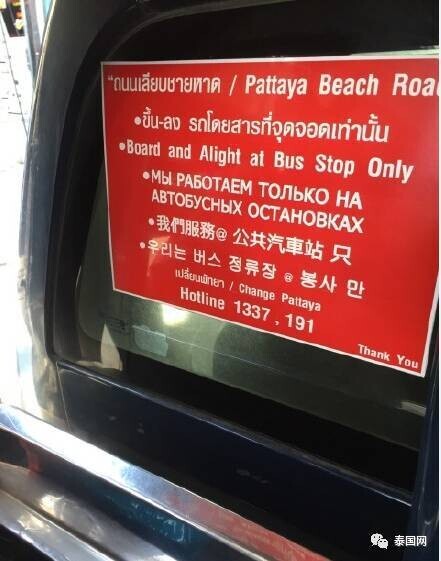 "ถนนเลียบชายหาด / Pattaya Beach Road
•ขึ้น-ลง รถโดยสารที่จุดจอดเท่านั้น
•Board and Alight at Bus Stop Only
•МЫ РАБОТАЕМ ТОЛЬКО НА
АВТОБУСНЫХ ОСТАНОВКАХ
•我們服務@ 公共汽車站 只
•우리는 버스 정류장 @ 봉사 만
เปลี่ยนพัทยา / Change Pattaya
Hotline 1337 , 191
Thank You
泰国网